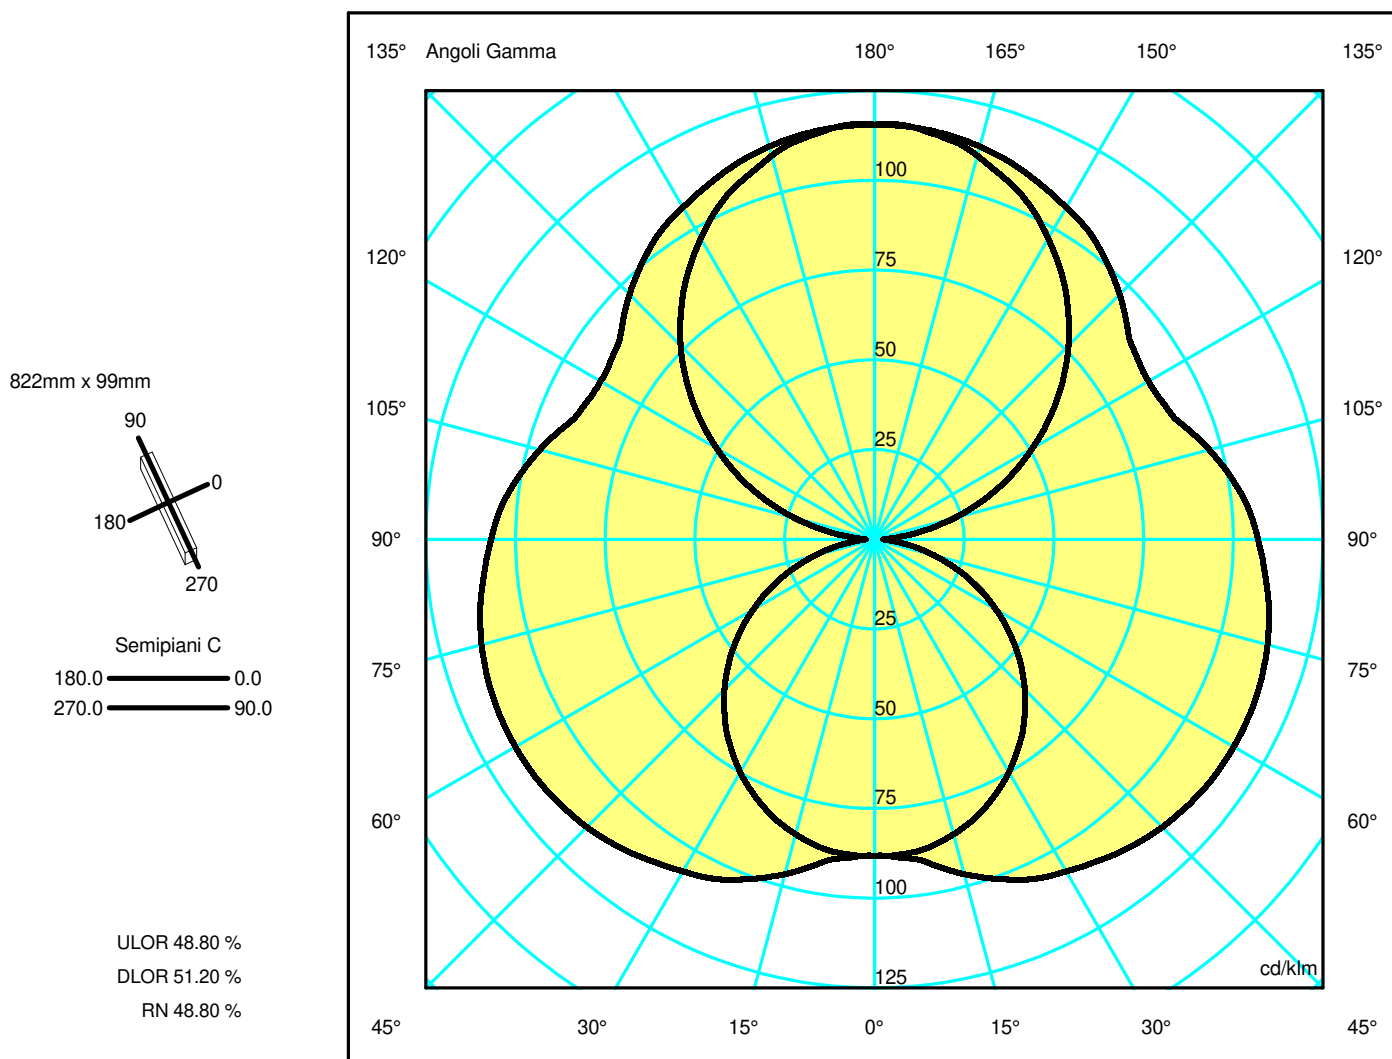 135° Angoli Gamma 180° 165° 150° 135°
100
75
50
25
120° 120°
822mm x 99mm
105° 105°
90
0
180
270
90° 90°
25
50
75
100
125
Semipiani C
180.0 0.0
270.0 90.0
75° 75°
60° 60°
ULOR 48.80 %
DLOR 51.20 %
RN 48.80 %
cd/klm
45° 30° 15° 0° 15° 30° 45°